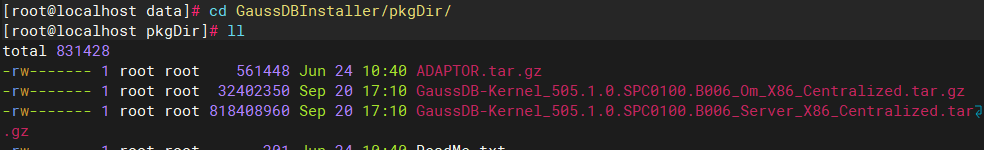 [root@localhost data]# cd GaussDBInstaller/pkgDir/
[root@localhost pkgDir]# ll
total 831428
-rw------- 1 root root    561448 Jun 24 10:40 ADAPTOR.tar.gz
-rw------- 1 root root  32402350 Sep 20 17:10 GaussDB-Kernel_505.1.0.SPC0100.B006_Om_X86_Centralized.tar.gz
-rw------- 1 root root 818408960 Sep 20 17:10 GaussDB-Kernel_505.1.0.SPC0100.B006_Server_X86_Centralized.tar
.gz
-rw------- 1 root root       201 Jun 24 10:40 ReadMe.txt